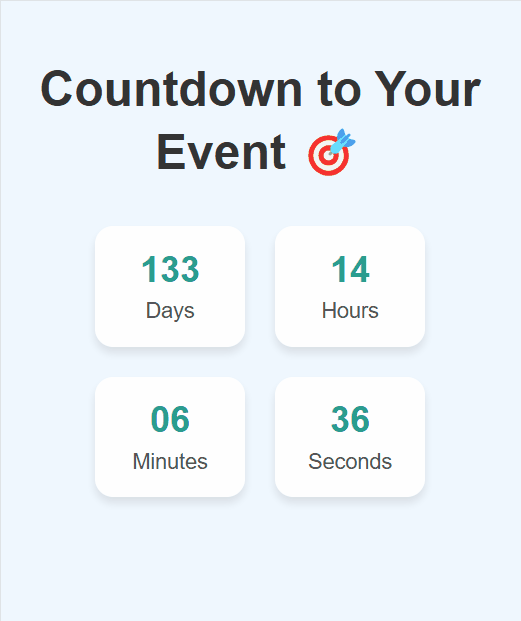 Countdown to Your
Event 🎯
133
Days
14
Hours
06
Minutes
36
Seconds